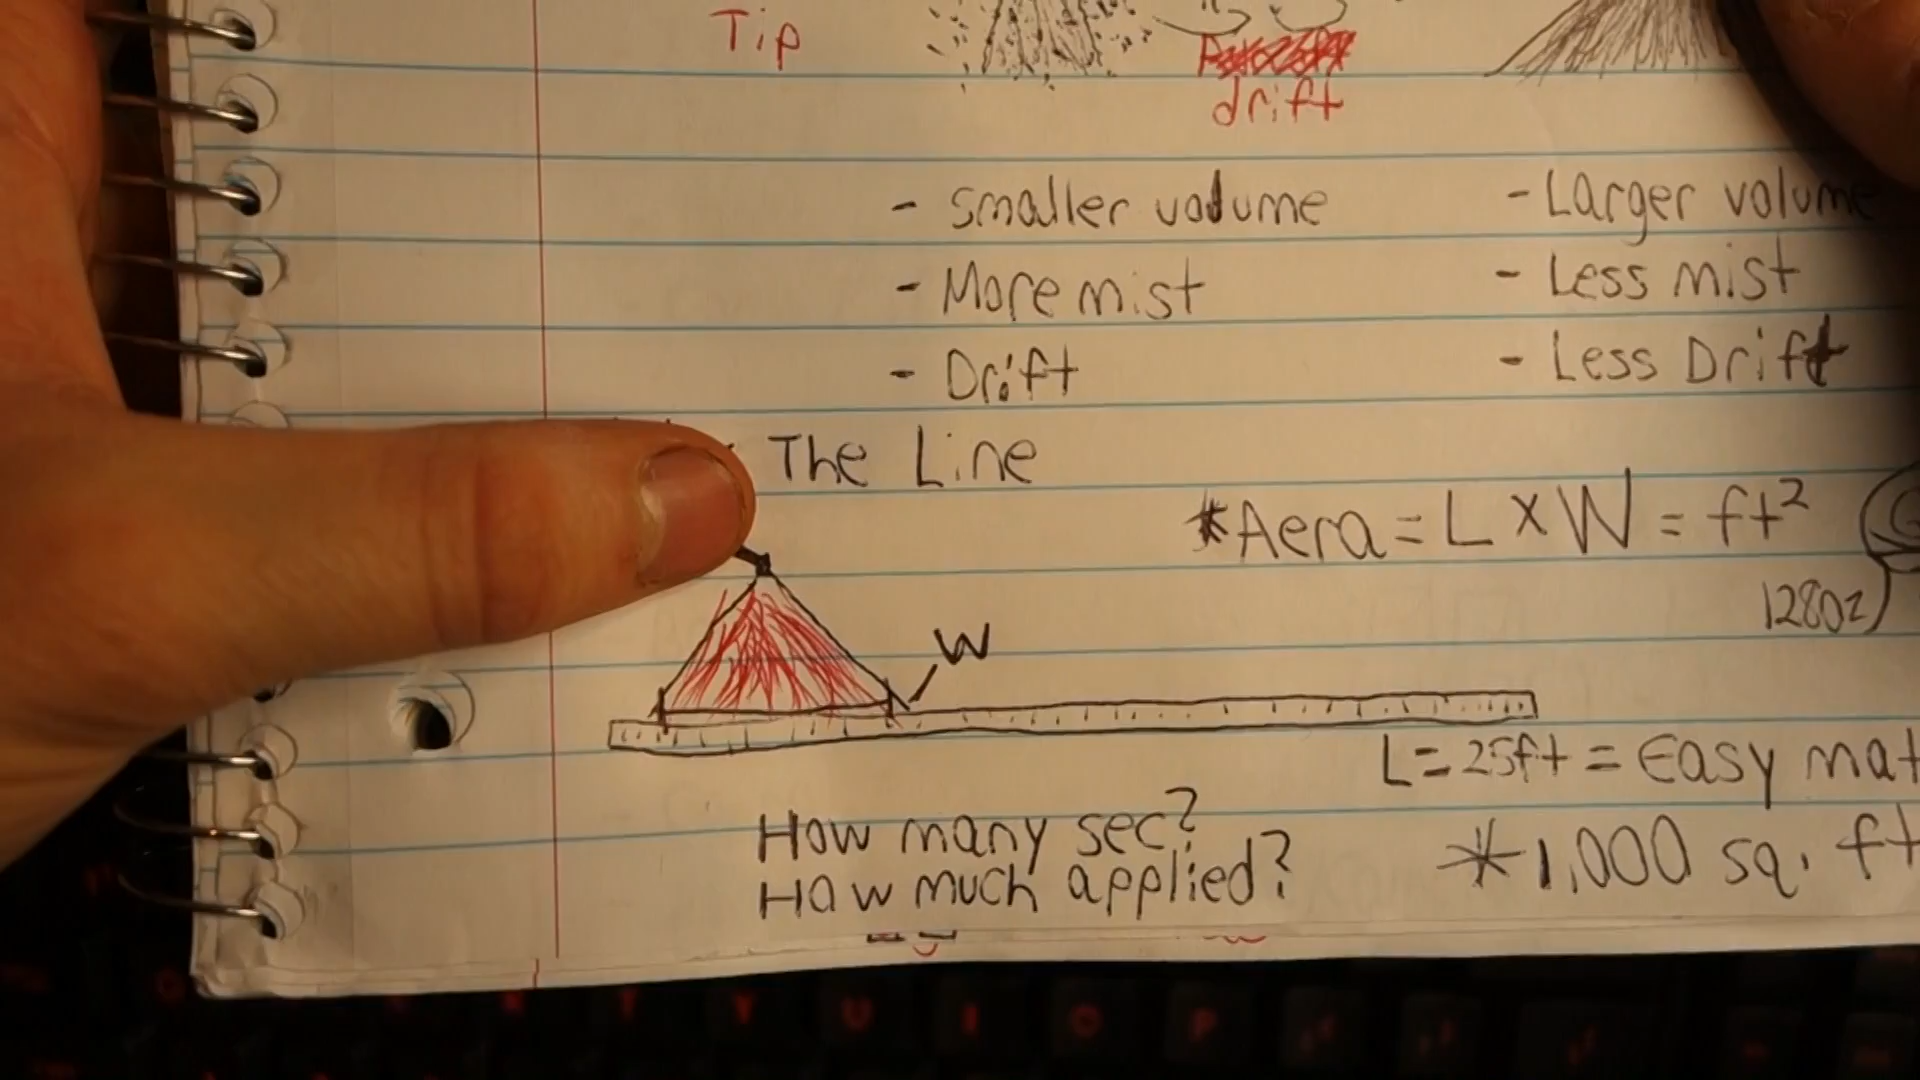 Tip
drift
- Smaller volume
- Larger volume
- More mist
- Less mist
- Drift
- Less Drift
The Line
*Aera = L X W = ft²
128oz
W
L = 25ft = Easy mat
How many sec?
*1,000 sq. ft
How much applied?
Y U I O P